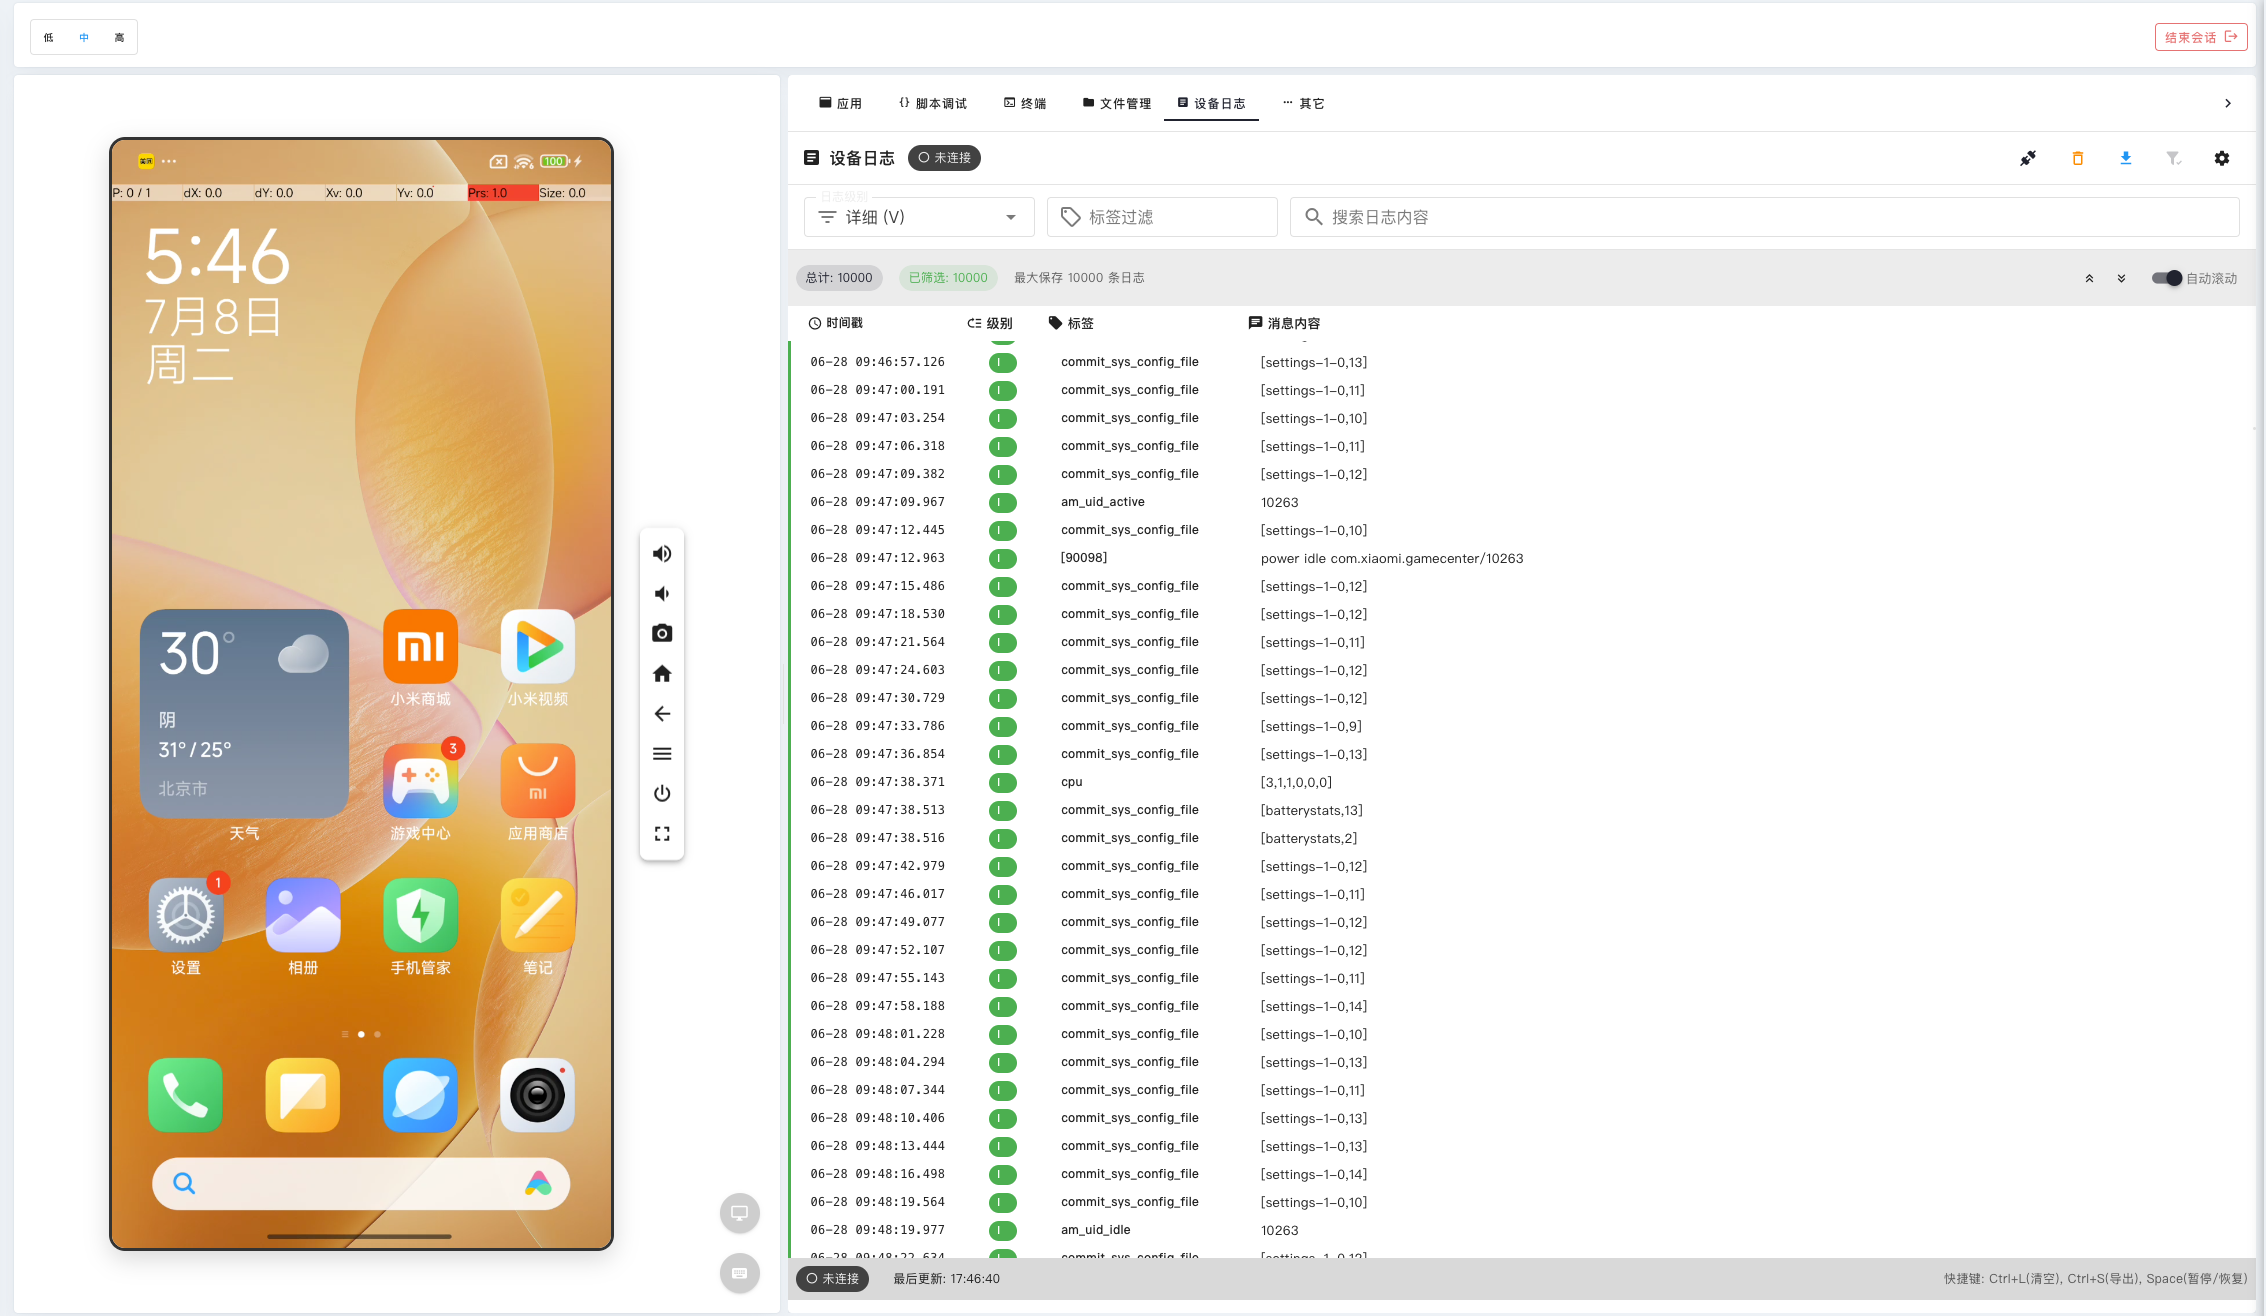 低 中 高
结束会话
应用 脚本调试 终端 文件管理 设备日志 其它
设备日志 未连接
日志级别
详细 (V) 标签过滤 搜索日志内容
总计: 10000 已筛选: 10000 最大保存 10000 条日志 自动滚动
时间戳 级别 标签 消息内容
06-28 09:46:57.126 I commit_sys_config_file [settings-1-0,13]
06-28 09:47:00.191 I commit_sys_config_file [settings-1-0,11]
06-28 09:47:03.254 I commit_sys_config_file [settings-1-0,10]
06-28 09:47:06.318 I commit_sys_config_file [settings-1-0,11]
06-28 09:47:09.382 I commit_sys_config_file [settings-1-0,12]
06-28 09:47:09.967 I am_uid_active 10263
06-28 09:47:12.445 I commit_sys_config_file [settings-1-0,10]
06-28 09:47:12.963 I [90098] power idle com.xiaomi.gamecenter/10263
06-28 09:47:15.486 I commit_sys_config_file [settings-1-0,12]
06-28 09:47:18.530 I commit_sys_config_file [settings-1-0,12]
06-28 09:47:21.564 I commit_sys_config_file [settings-1-0,11]
06-28 09:47:24.603 I commit_sys_config_file [settings-1-0,12]
06-28 09:47:30.729 I commit_sys_config_file [settings-1-0,12]
06-28 09:47:33.786 I commit_sys_config_file [settings-1-0,9]
06-28 09:47:36.854 I commit_sys_config_file [settings-1-0,13]
06-28 09:47:38.371 I cpu [3,1,1,0,0,0]
06-28 09:47:38.513 I commit_sys_config_file [batterystats,13]
06-28 09:47:38.516 I commit_sys_config_file [batterystats,2]
06-28 09:47:42.979 I commit_sys_config_file [settings-1-0,12]
06-28 09:47:46.017 I commit_sys_config_file [settings-1-0,11]
06-28 09:47:49.077 I commit_sys_config_file [settings-1-0,12]
06-28 09:47:52.107 I commit_sys_config_file [settings-1-0,12]
06-28 09:47:55.143 I commit_sys_config_file [settings-1-0,11]
06-28 09:47:58.188 I commit_sys_config_file [settings-1-0,14]
06-28 09:48:01.228 I commit_sys_config_file [settings-1-0,10]
06-28 09:48:04.294 I commit_sys_config_file [settings-1-0,13]
06-28 09:48:07.344 I commit_sys_config_file [settings-1-0,11]
06-28 09:48:10.406 I commit_sys_config_file [settings-1-0,13]
06-28 09:48:13.444 I commit_sys_config_file [settings-1-0,13]
06-28 09:48:16.498 I commit_sys_config_file [settings-1-0,14]
06-28 09:48:19.564 I commit_sys_config_file [settings-1-0,10]
06-28 09:48:19.977 I am_uid_idle 10263
06-28 09:48:22.634 I commit_sys_config_file [settings-1-0,12]
未连接 最后更新: 17:46:40 快捷键: Ctrl+L(清空), Ctrl+S(导出), Space(暂停/恢复)
美团 100
P: 0 / 1 dX: 0.0 dY: 0.0 Xv: 0.0 Yv: 0.0 Prs: 1.0 Size: 0.0
5:46
7月8日
周二
30°
阴
31° / 25°
北京市
天气
小米商城 小米视频
3
mi
游戏中心 应用商店
1
设置 相册 手机管家 笔记